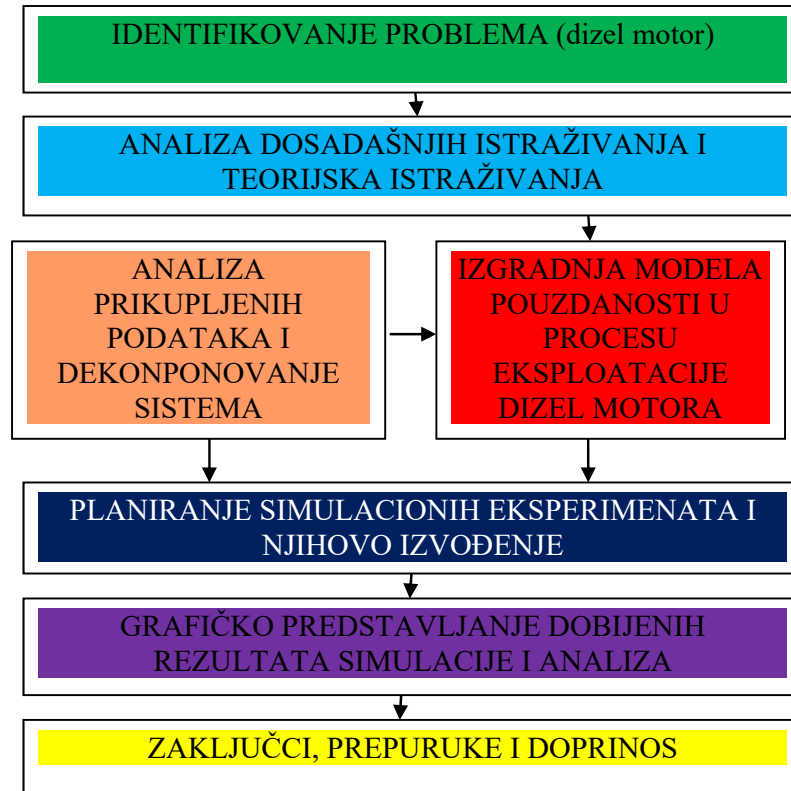 IDENTIFIKOVANJE PROBLEMA (dizel motor)
ANALIZA DOSADAŠNJIH ISTRAŽIVANJA I
TEORIJSKA ISTRAŽIVANJA
ANALIZA
PRIKUPLJENIH
PODATAKA I
DEKONPONOVANJE
SISTEMA
IZGRADNJA MODELA
POUZDANOSTI U
PROCESU
EKSPLOATACIJE
DIZEL MOTORA
PLANIRANJE SIMULACIONIH EKSPERIMENATA I
NJIHOVO IZVOĐENJE
GRAFIČKO PREDSTAVLJANJE DOBIJENIH
REZULTATA SIMULACIJE I ANALIZA
ZAKLJUČCI, PREPURUKE I DOPRINOS